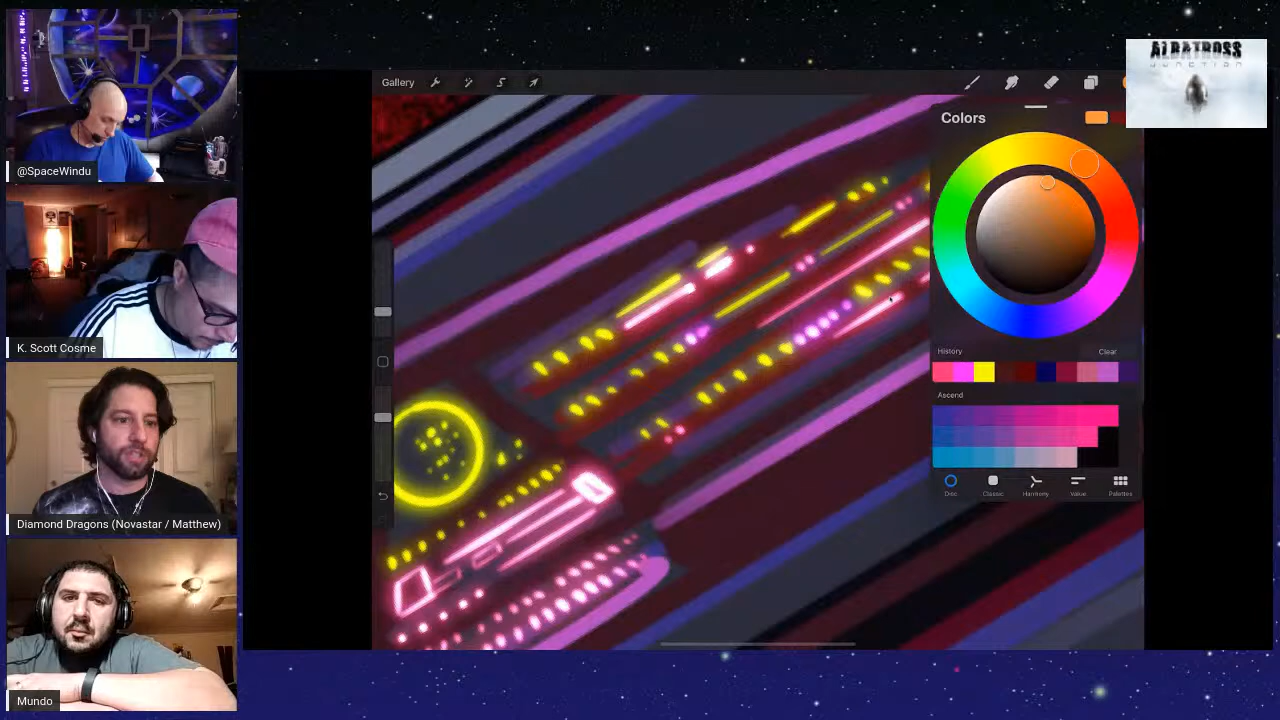 Gallery
Colors
ALBATROSS
JUNCTION
@SpaceWindu
K. Scott Cosme
History
Clear
Ascend
Disc
Classic
Harmony
Value
Palettes
Diamond Dragons (Novastar / Matthew)
Mundo